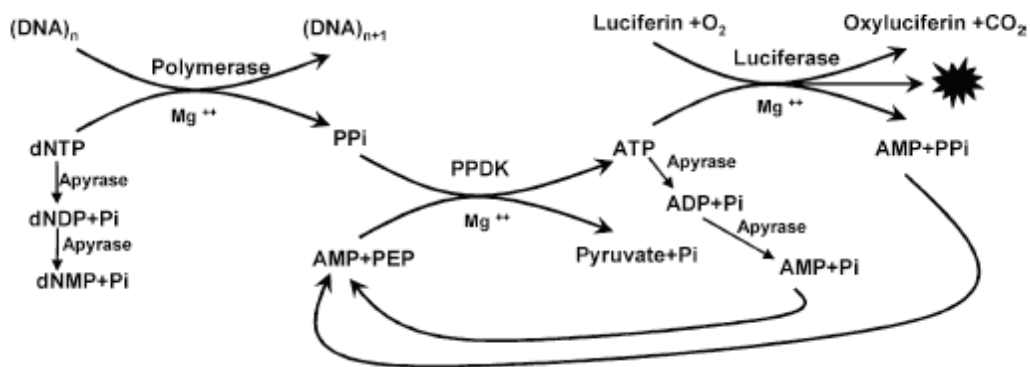 (DNA)n (DNA)n+1 Luciferin +O2 Oxyluciferin +CO2
Polymerase Luciferase
Mg ++ Mg ++
dNTP PPi ATP AMP+PPi
Apyrase PPDK Apyrase
dNDP+Pi Mg ++ ADP+Pi
Apyrase Apyrase
dNMP+Pi AMP+PEP Pyruvate+Pi AMP+Pi